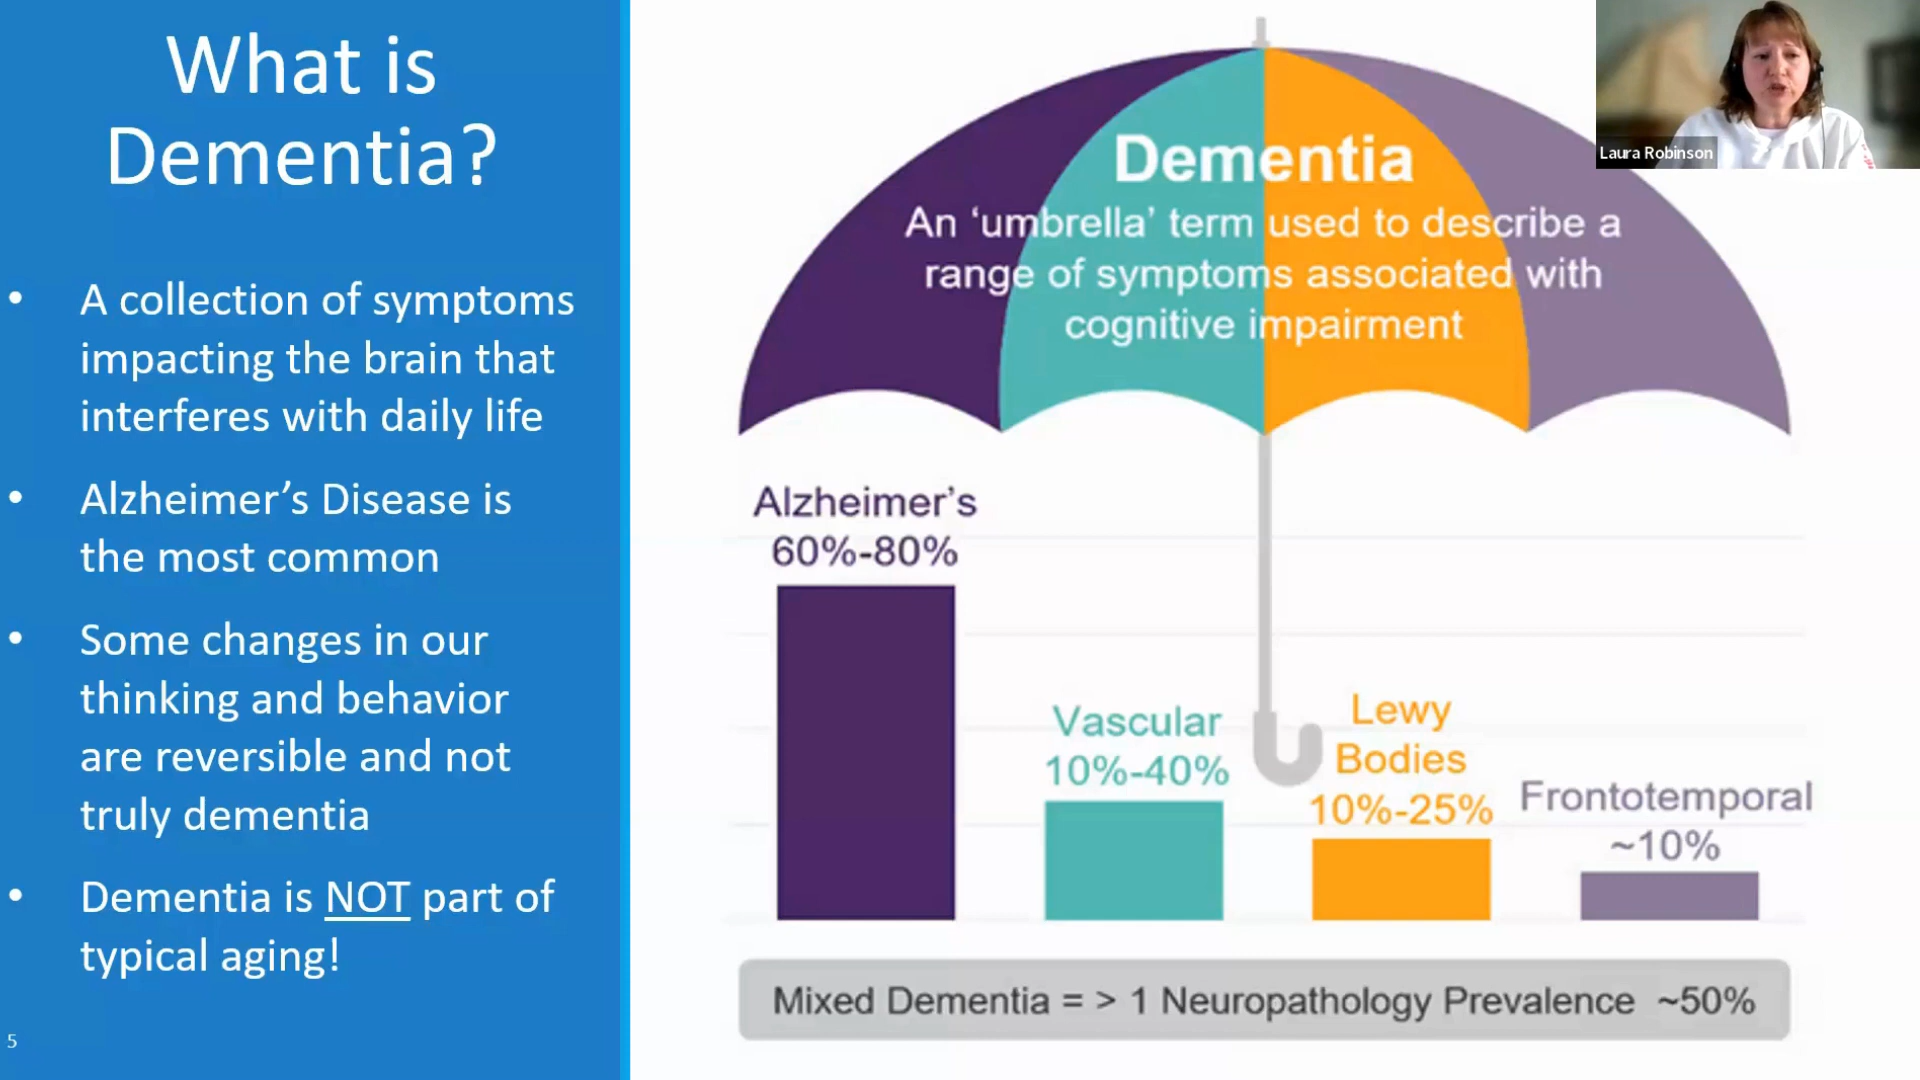 What is
Dementia?
• A collection of symptoms
impacting the brain that
interferes with daily life
• Alzheimer’s Disease is
the most common
• Some changes in our
thinking and behavior
are reversible and not
truly dementia
• Dementia is NOT part of
typical aging!
5
Dementia
An ‘umbrella’ term used to describe a
range of symptoms associated with
cognitive impairment
Alzheimer’s
60%-80%
Vascular
10%-40%
Lewy
Bodies
10%-25%
Frontotemporal
~10%
Mixed Dementia = > 1 Neuropathology Prevalence ~50%
Laura Robinson